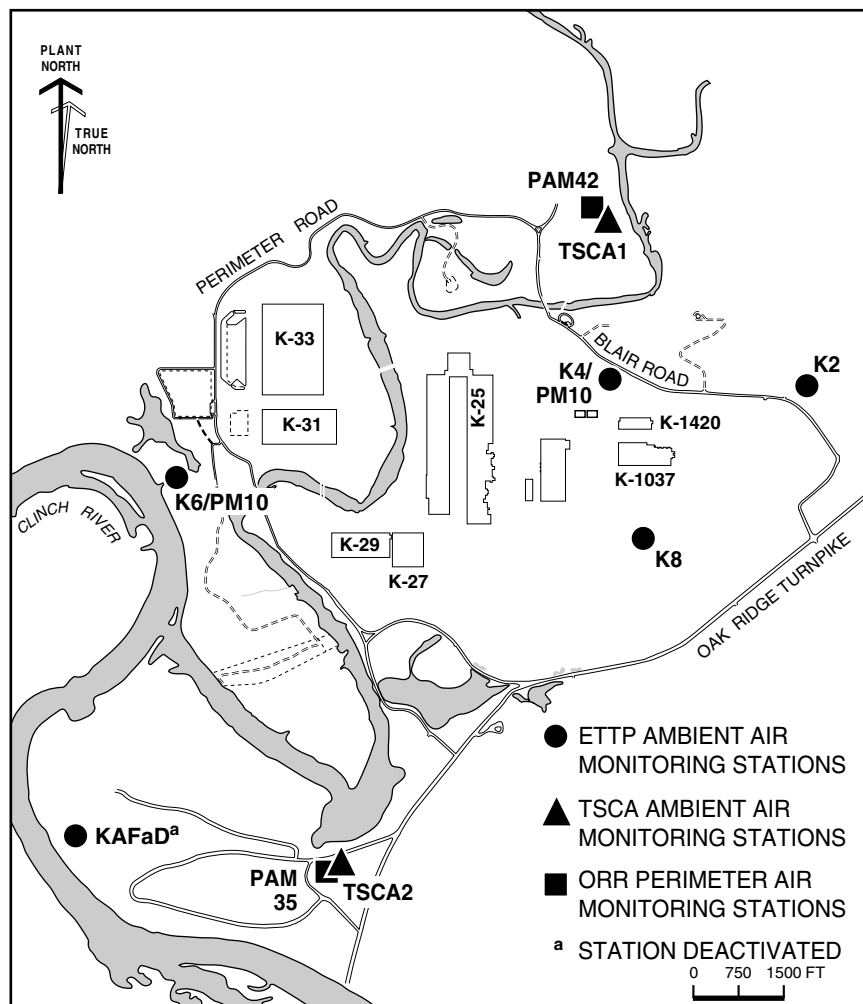 PLANT
NORTH
TRUE
NORTH
PAM42
TSCA1
PERIMETER ROAD
K-33
BLAIR ROAD
K2
K4/
PM10
K-25
K-31
K-1420
K-1037
K6/PM10
CLINCH RIVER
K-29
K-27
K8
OAK RIDGE TURNPIKE
ETTP AMBIENT AIR
MONITORING STATIONS
TSCA AMBIENT AIR
MONITORING STATIONS
KAFaDᵃ
PAM
35
TSCA2
ORR PERIMETER AIR
MONITORING STATIONS
ᵃ STATION DEACTIVATED
0 750 1500 FT